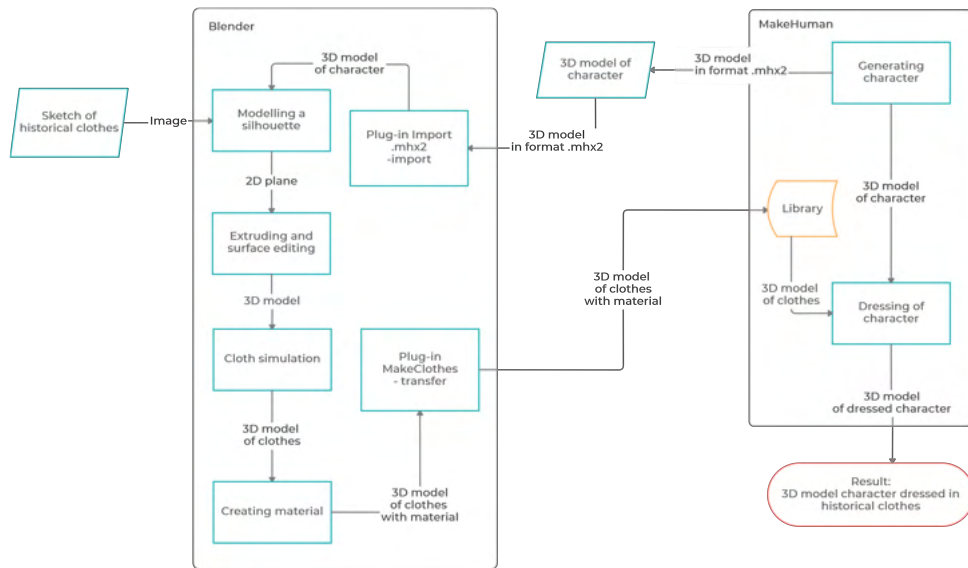 Blender
MakeHuman
3D model
of character
3D model
in format .mhx2
3D model of
character
Generating
character
Sketch of
historical clothes
Image
Modelling a
silhouette
Plug-in Import
.mhx2
-import
3D model
in format .mhx2
2D plane
3D model
of character
Library
Extruding and
surface editing
3D model
of clothes
with material
3D model
of clothes
3D model
Dressing of
character
Cloth simulation
Plug-in
MakeClothes
- transfer
3D model
of dressed character
3D model
of clothes
Result:
3D model character dressed in
historical clothes
Creating material
3D model
of clothes
with material